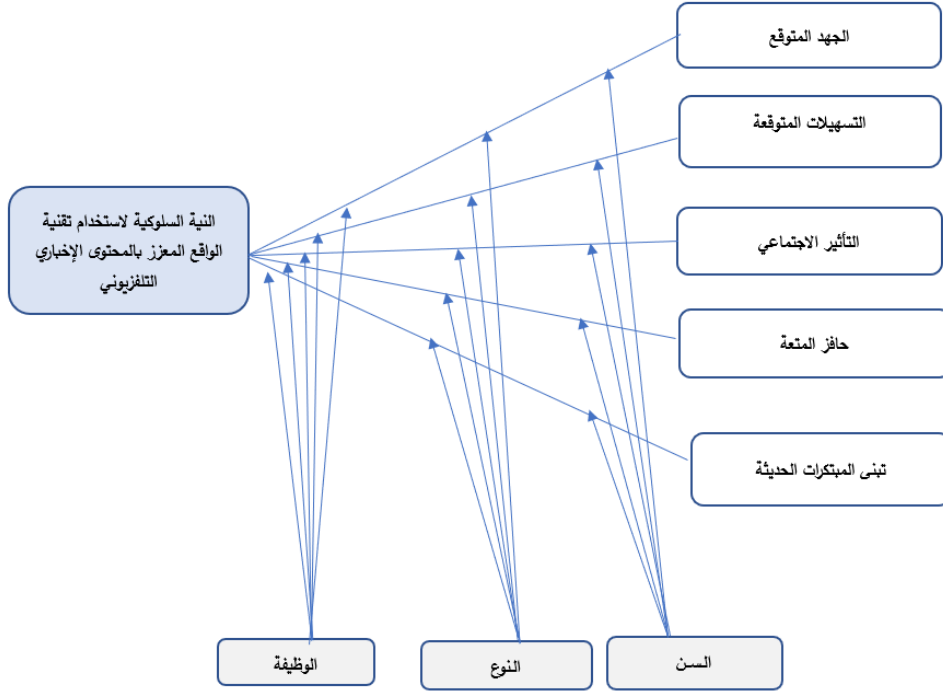 الجهد المتوقع
التسهيلات المتوقعة
التأثير الاجتماعي
حافز المتعة
تبنى المبتكرات الحديثة
النية السلوكية لاستخدام تقنية
الواقع المعزز بالمحتوى الإخباري
التلفزيوني
السن
النوع
الوظيفة